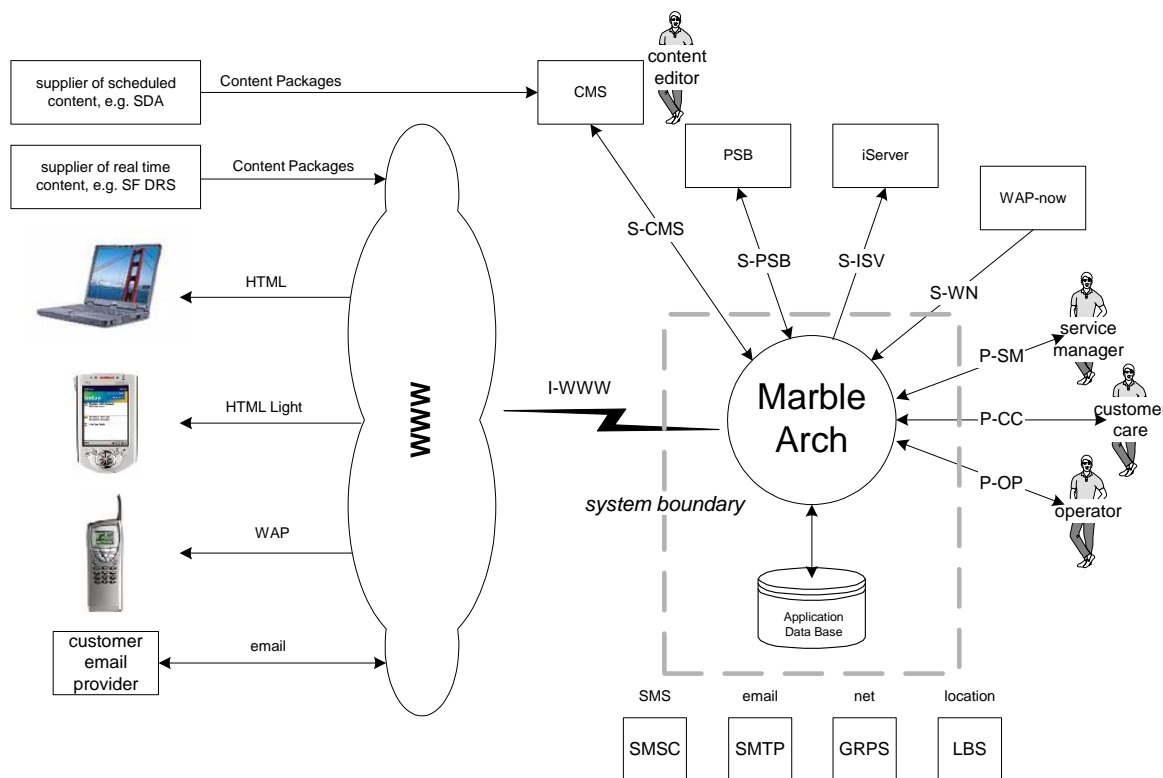 content
editor
service
manager
customer
care
operator
supplier of scheduled
content, e.g. SDA
Content Packages
CMS
supplier of real time
content, e.g. SF DRS
Content Packages
PSB
iServer
WAP-now
S-CMS
S-PSB
S-ISV
S-WN
HTML
HTML Light
WAP
customer
email
provider
email
WWW
I-WWW
Marble
Arch
P-SM
P-CC
P-OP
system boundary
Application
Data Base
SMS
email
net
location
SMSC
SMTP
GRPS
LBS